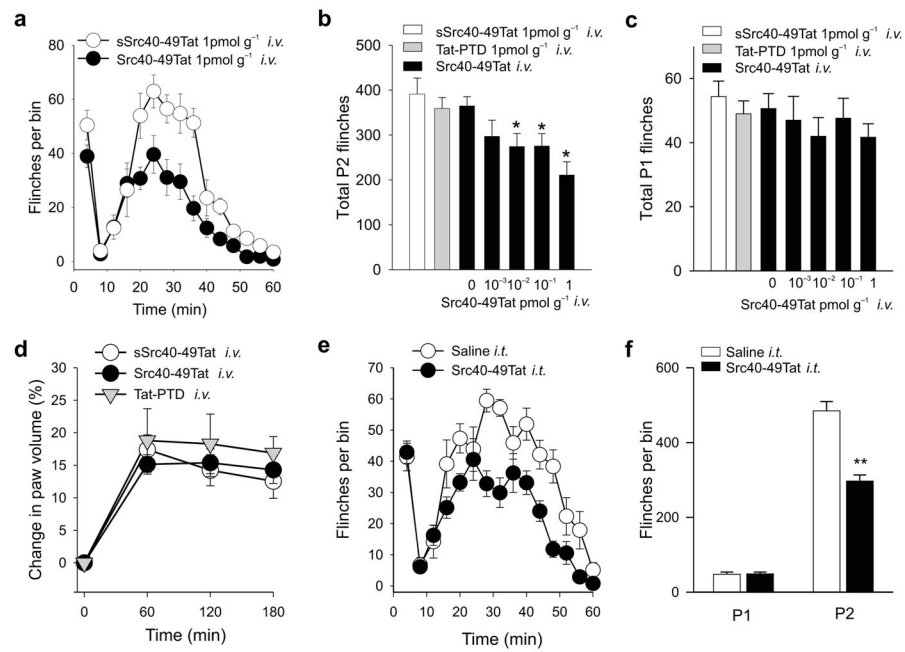 a
sSrc40-49Tat 1pmol g⁻¹ i.v.
Src40-49Tat 1pmol g⁻¹ i.v.
Flinches per bin
80
60
40
20
0
0 10 20 30 40 50 60
Time (min)
b
sSrc40-49Tat 1pmol g⁻¹ i.v.
Tat-PTD 1pmol g⁻¹ i.v.
Src40-49Tat i.v.
Total P2 flinches
500
400
300
200
400
0
* * *
0 10⁻³ 10⁻² 10⁻¹ 1
Src40-49Tat pmol g⁻¹ i.v.
c
sSrc40-49Tat 1pmol g⁻¹ i.v.
Tat-PTD 1pmol g⁻¹ i.v.
Src40-49Tat i.v.
Total P1 flinches
60
40
20
0
0 10⁻³ 10⁻² 10⁻¹ 1
Src40-49Tat pmol g⁻¹ i.v.
d
sSrc40-49Tat i.v.
Src40-49Tat i.v.
Tat-PTD i.v.
Change in paw volume (%)
30
25
20
15
10
5
0
0 60 120 180
Time (min)
e
Saline i.t.
Src40-49Tat i.t.
Flinches per bin
70
60
50
40
30
20
10
0
0 10 20 30 40 50 60
Time (min)
f
Saline i.t.
Src40-49Tat i.t.
Flinches per bin
600
400
200
0
**
P1 P2